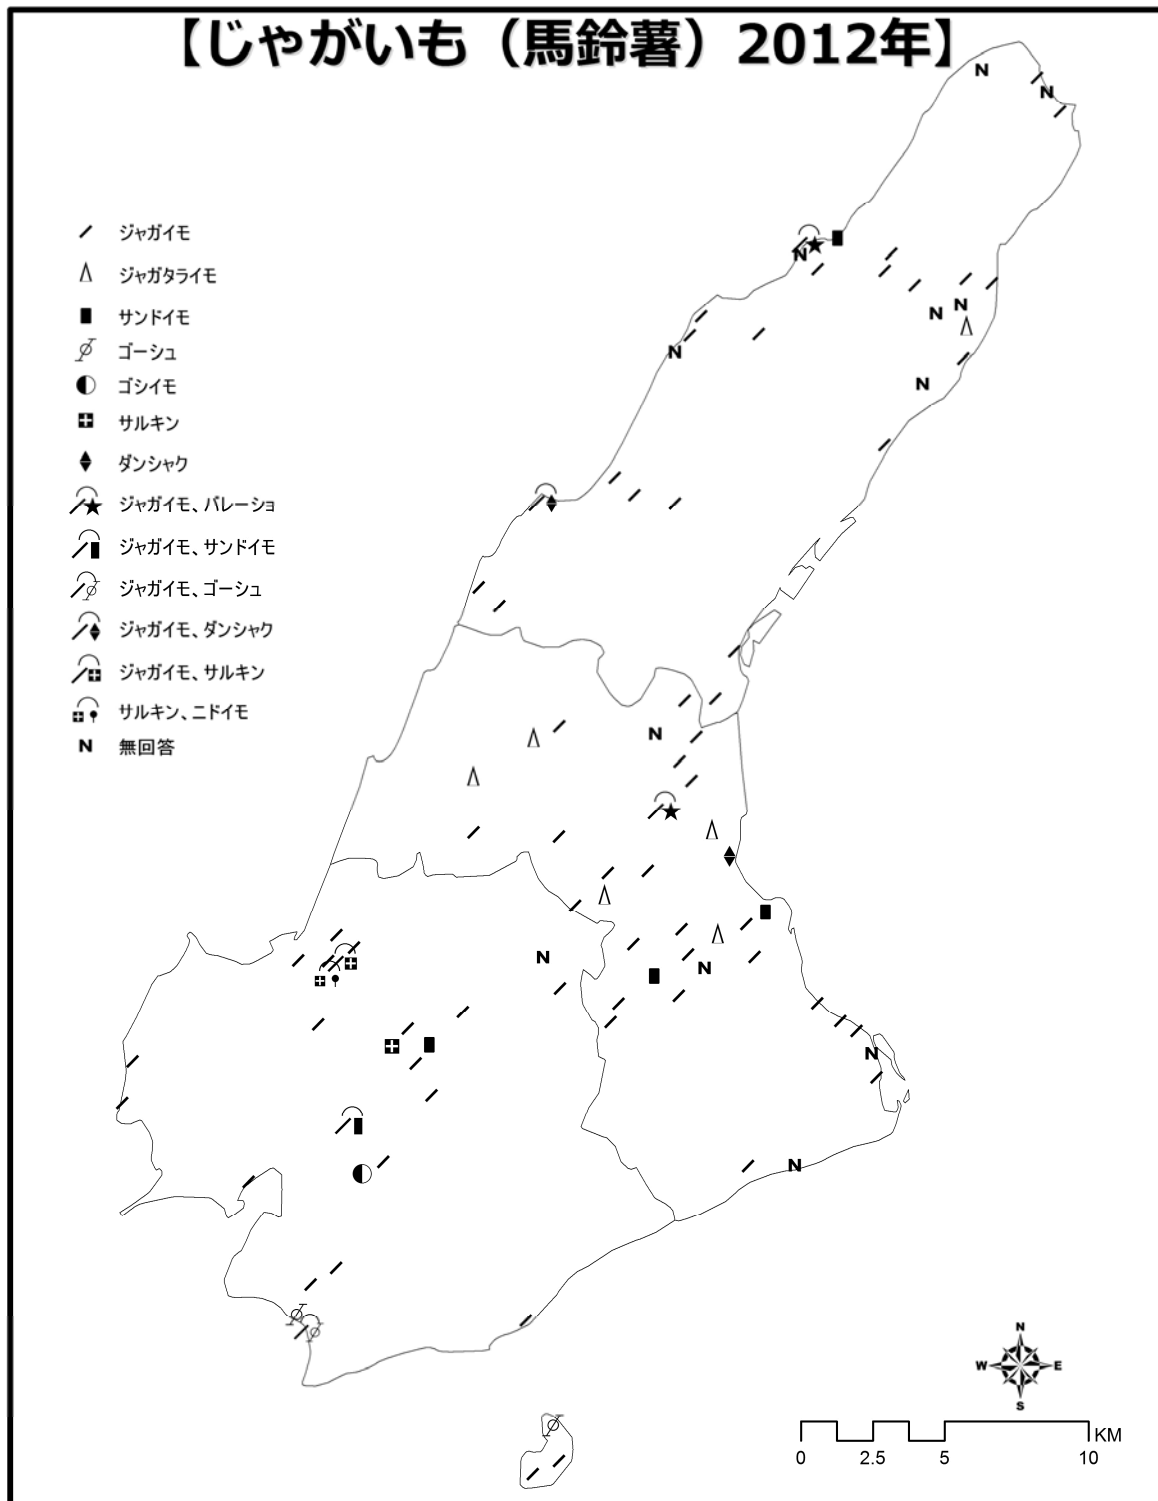 【じゃがいも（馬鈴薯）2012年】
ジャガイモ
ジャガタライモ
サンドイモ
ゴーシュ
ゴシイモ
サルキン
ダンシャク
ジャガイモ、バレーショ
ジャガイモ、サンドイモ
ジャガイモ、ゴーシュ
ジャガイモ、ダンシャク
ジャガイモ、サルキン
サルキン、ニドイモ
N 無回答
N
N
N
N
N
N
N
N
N
N
N
N
N
W E
S
KM
0 2.5 5 10